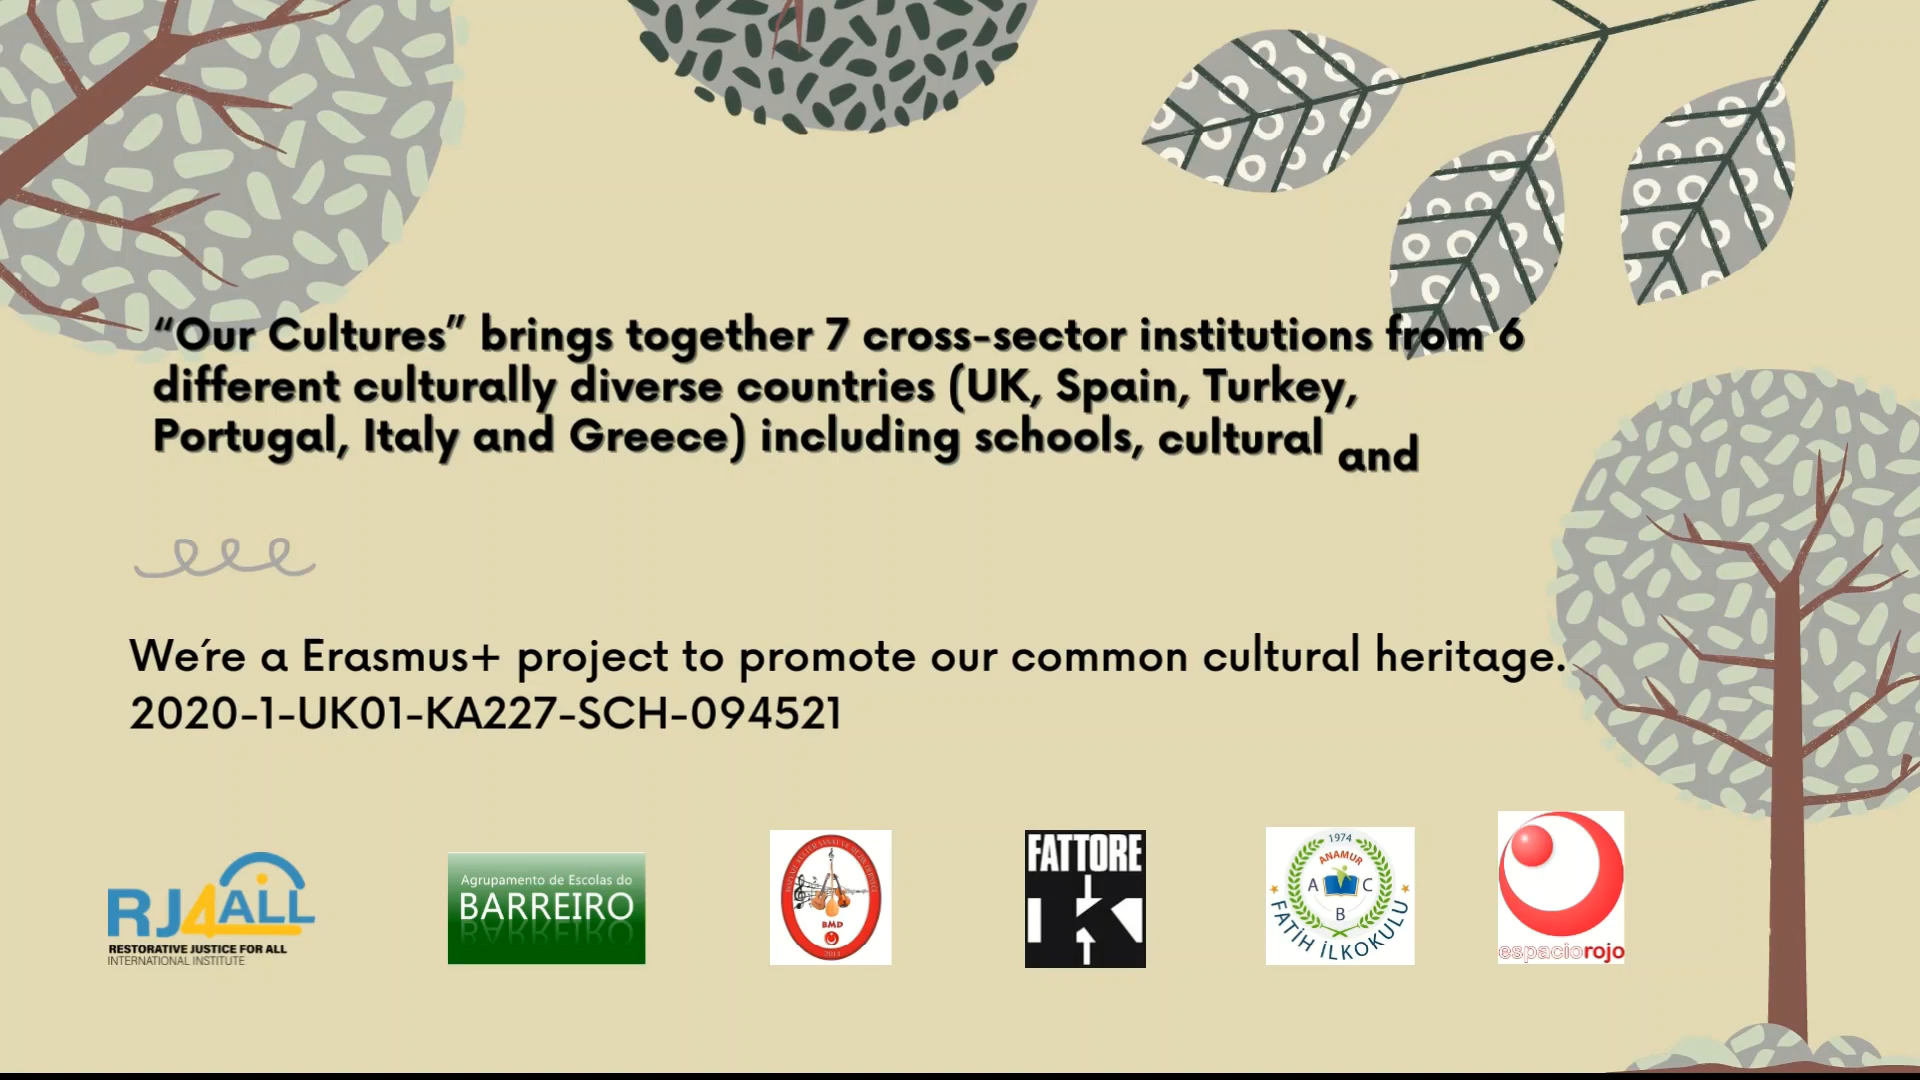 “Our Cultures” brings together 7 cross-sector institutions from 6
different culturally diverse countries (UK, Spain, Turkey,
Portugal, Italy and Greece) including schools, cultural and
We´re a Erasmus+ project to promote our common cultural heritage.
2020-1-UK01-KA227-SCH-094521
RJ4ALL
RESTORATIVE JUSTICE FOR ALL
INTERNATIONAL INSTITUTE
Agrupamento de Escolas do
BARREIRO
BMD
2014
FATTORE
K
1974
ANAMUR
A C
B
FATİH İLKOKULU
espaciorojo